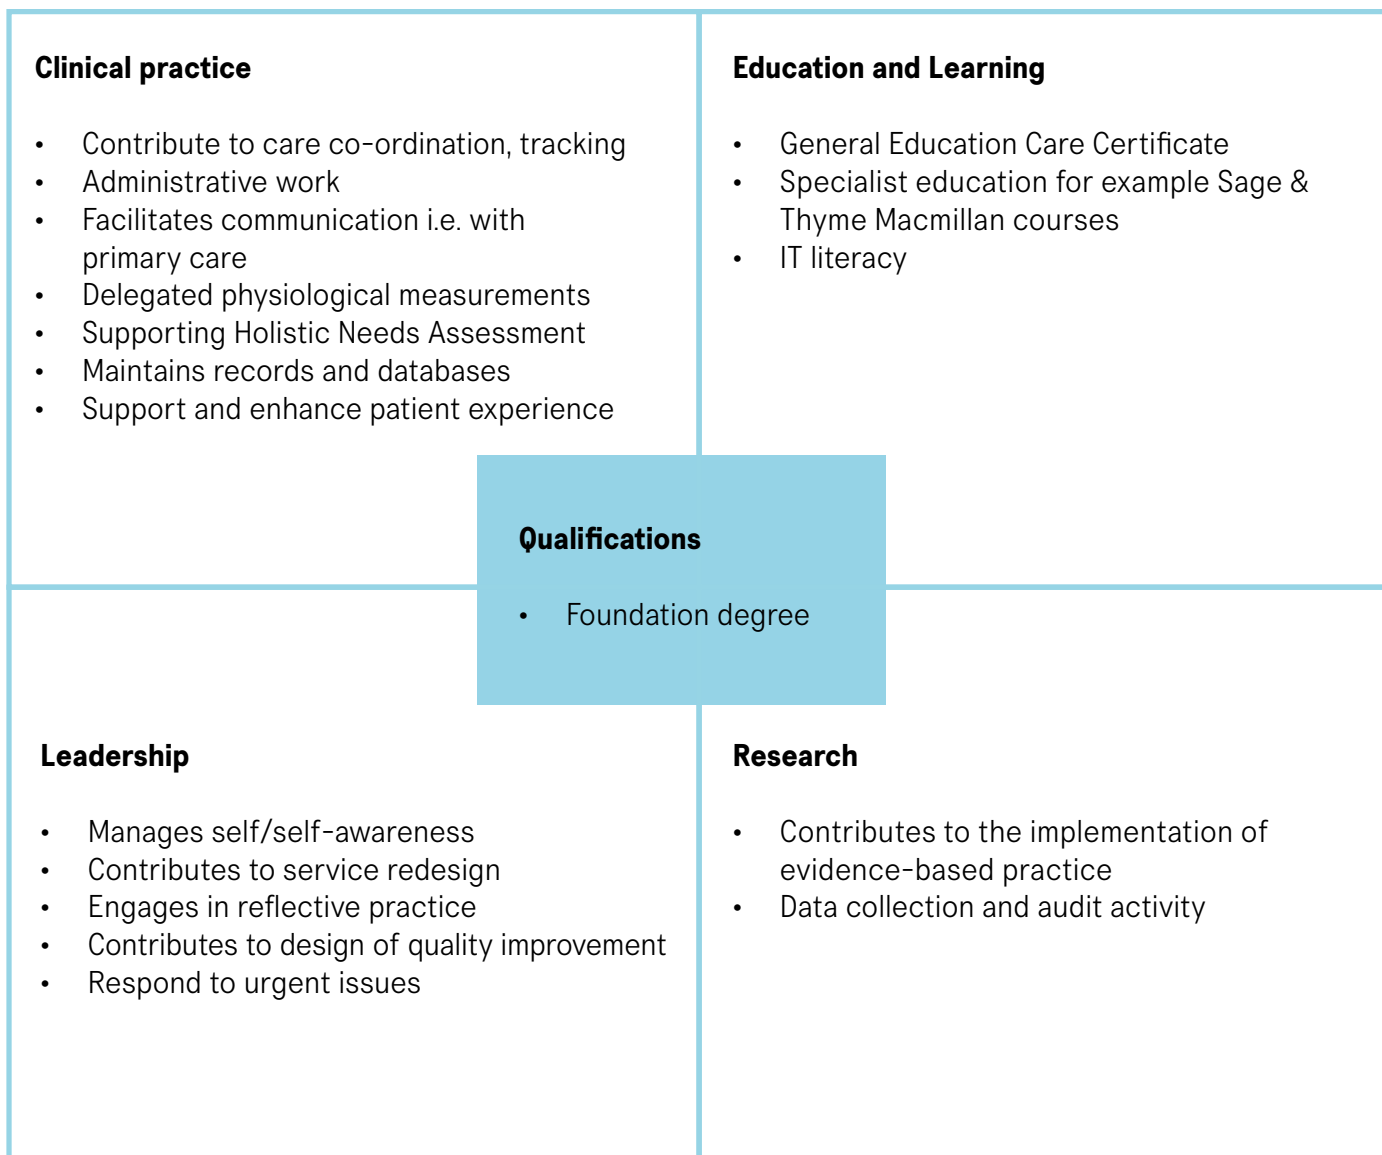 Clinical practice
• Contribute to care co-ordination, tracking
• Administrative work
• Facilitates communication i.e. with
primary care
• Delegated physiological measurements
• Supporting Holistic Needs Assessment
• Maintains records and databases
• Support and enhance patient experience
Education and Learning
• General Education Care Certificate
• Specialist education for example Sage &
Thyme Macmillan courses
• IT literacy
Qualifications
• Foundation degree
Leadership
• Manages self/self-awareness
• Contributes to service redesign
• Engages in reflective practice
• Contributes to design of quality improvement
• Respond to urgent issues
Research
• Contributes to the implementation of
evidence-based practice
• Data collection and audit activity